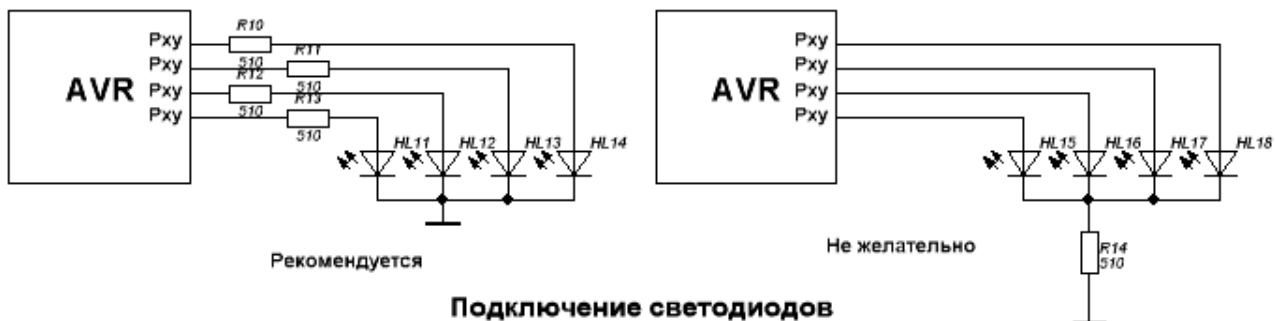 R10
Pxy
510
R11
Pxy
AVR
R12
510
Pxy
R13
Pxy
510
510
HL11
HL12
HL13
HL14
Рекомендуется
Pxy
Pxy
AVR
Pxy
Pxy
HL15
HL16
HL17
HL18
Не желательно
R14
510
Подключение светодиодов